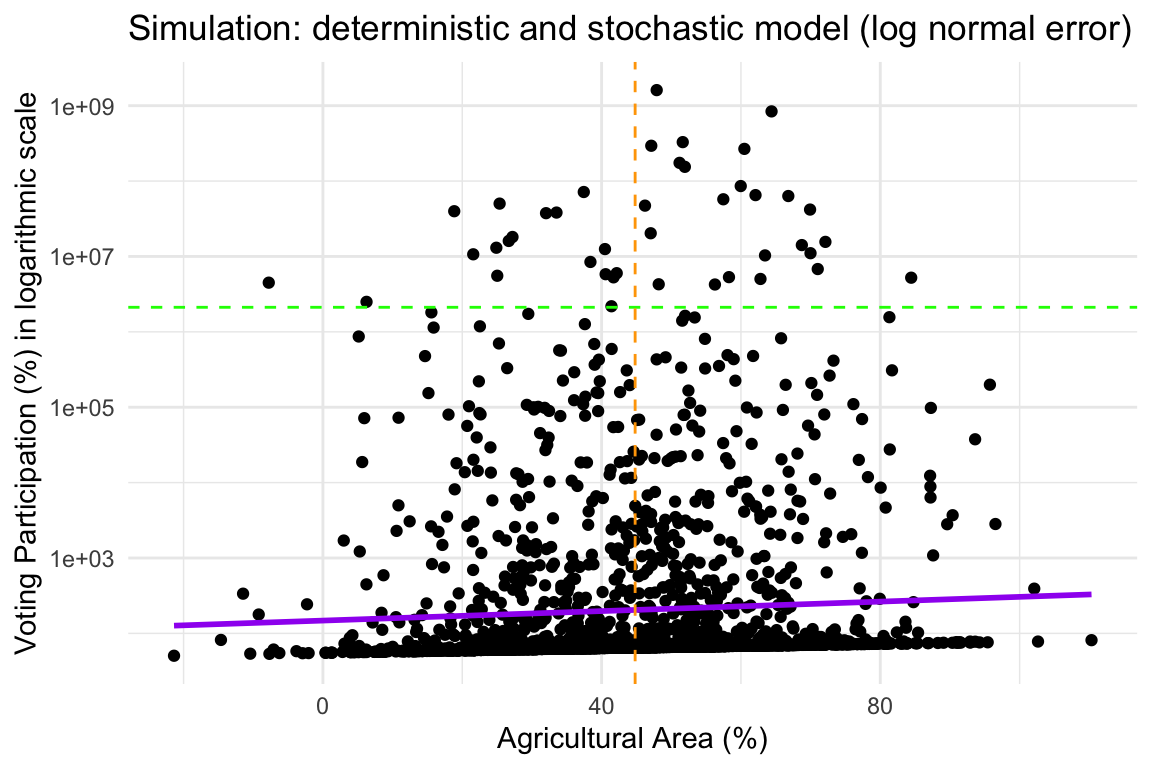 Simulation: deterministic and stochastic model (log normal error)
Voting Participation (%) in logarithmic scale
1e+09
1e+07
1e+05
1e+03
0
40
80
Agricultural Area (%)